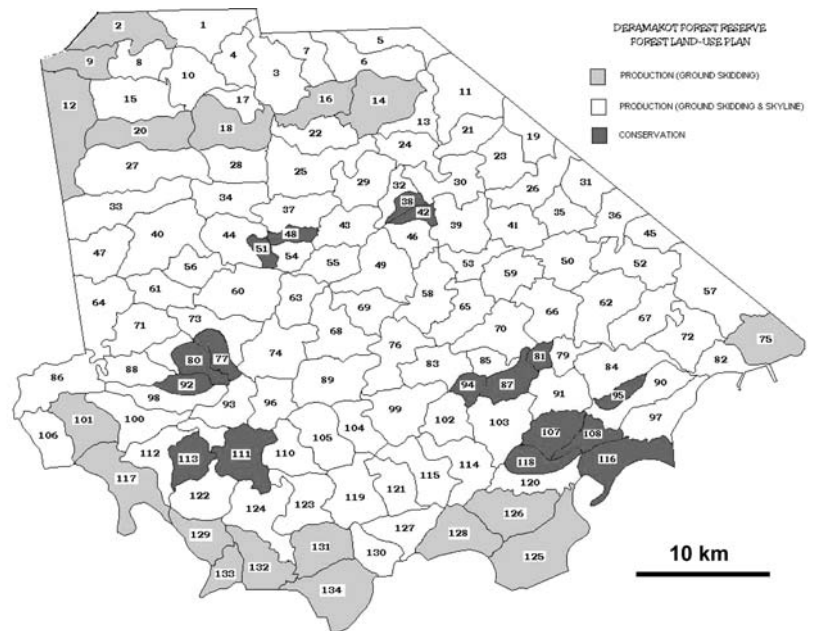 DERAMAKOT FOREST RESERVE
FOREST LAND-USE PLAN
PRODUCTION (GROUND SKIDDING)
PRODUCTION (GROUND SKIDDING & SKYLINE)
CONSERVATION
2 1 5
4 7
9 8 3 6
10
12 15 17 16 14 11
20 18 22 13 21 19
24 23
27 28 25 29 32 30 26 31
33 34 37 38 42 35 36
40 44 48 43 46 39 41 45
47 51 54 55 49 53 50 52
56 59
61 60 63 58 57
64 69 65 62
71 73 68 66 67
70 72 75
80 77 74 76 83 85 81 79 84 82
86 88 92 89 94 87 90
98 93 96 99 91 95
101 100 104 102 103 97
106 105 107 108
112 113 111 110 114 118 116
117 115 120
122 124 123 119 121
126
129 131 127 128
130 125
133 132 134
10 km